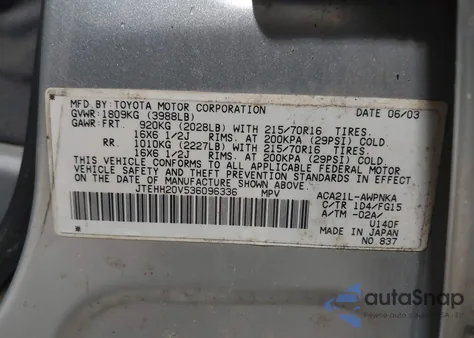 MFD.BY:TOYOTA MOTOR CORPORATION DATE 06/03
GVWR:1809KG (3988LB)
GAWR:FRT. 920KG (2028LB) WITH 215/70R16 TIRES.
16X6 1/2J RIMS. AT 200KPA (29PSI) COLD.
RR. 1010KG (2227LB) WITH 215/70R16 TIRES.
16X6 1/2J RIMS. AT 200KPA (29PSI) COLD.
THIS VEHICLE CONFORMS TO ALL APPLICABLE FEDERAL MOTOR
VEHICLE SAFETY AND THEFT PREVENTION STANDARDS IN EFFECT ON
THE DATE OF MANUFACTURE SHOWN ABOVE.
JTEHH20V536096336 MPV
ACA21L-AWPNKA
C/TR 1D4/FG15
A/TM -02A/
U140F
MADE IN JAPAN
NO 837
autaSnap